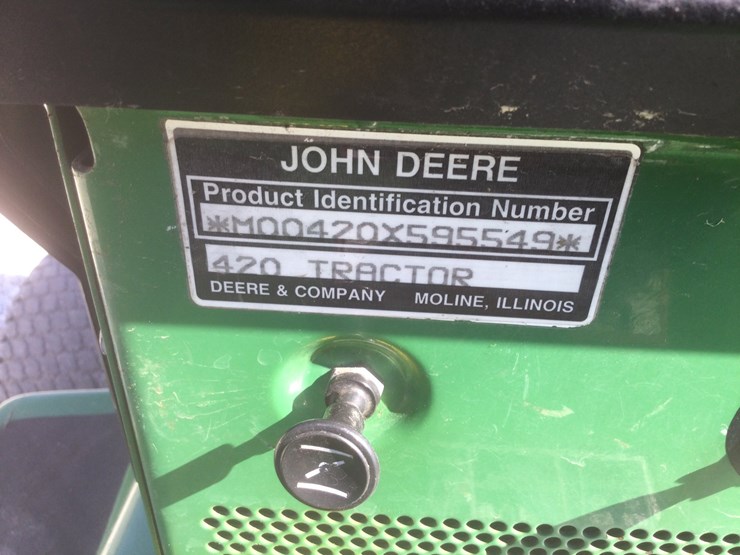 JOHN DEERE
Product Identification Number
*M00420X595549*
420 TRACTOR
DEERE & COMPANY MOLINE, ILLINOIS